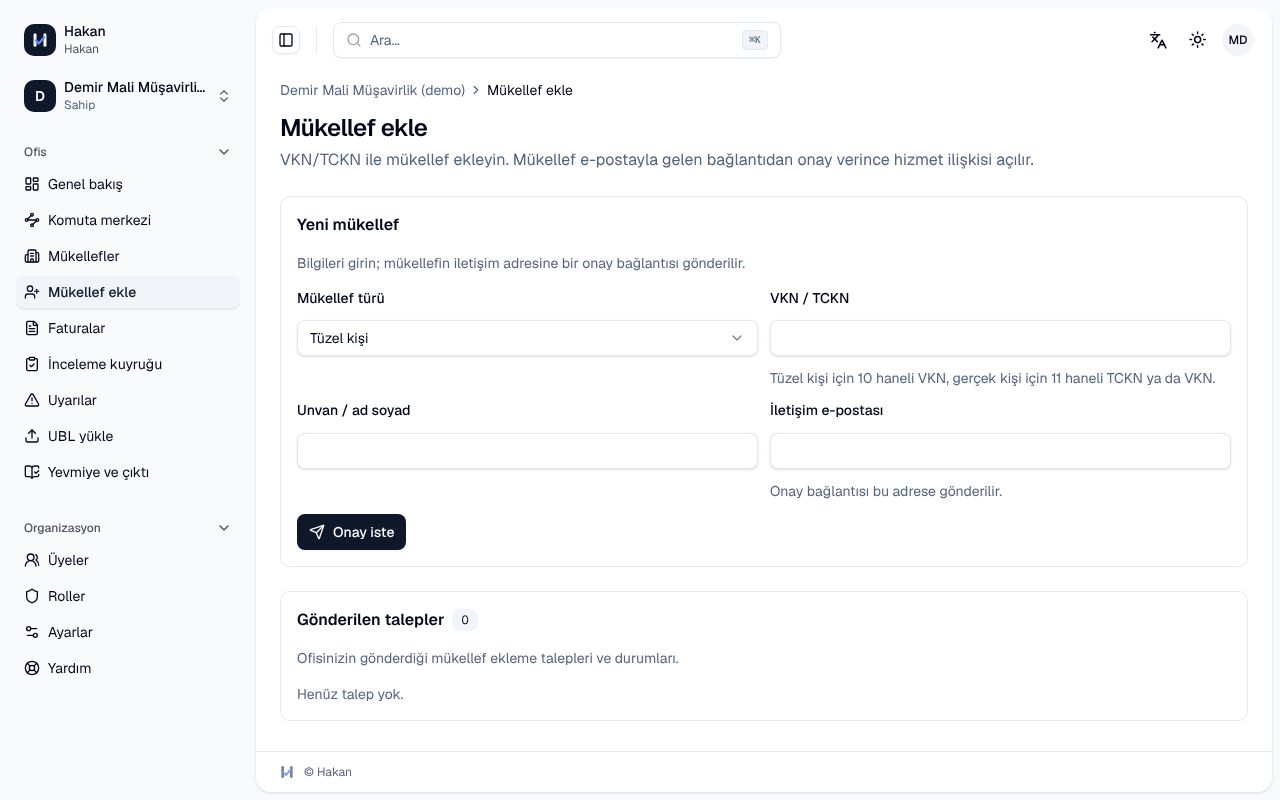 Hakan
Hakan
D
Demir Mali Müşavirli...
Sahip
Ofis
Genel bakış
Komuta merkezi
Mükellefler
Mükellef ekle
Faturalar
İnceleme kuyruğu
Uyarılar
UBL yükle
Yevmiye ve çıktı
Organizasyon
Üyeler
Roller
Ayarlar
Yardım
Ara...
⌘K
MD
Demir Mali Müşavirlik (demo) > Mükellef ekle
Mükellef ekle
VKN/TCKN ile mükellef ekleyin. Mükellef e-postayla gelen bağlantıdan onay verince hizmet ilişkisi açılır.
Yeni mükellef
Bilgileri girin; mükellefin iletişim adresine bir onay bağlantısı gönderilir.
Mükellef türü
Tüzel kişi
VKN / TCKN
Tüzel kişi için 10 haneli VKN, gerçek kişi için 11 haneli TCKN ya da VKN.
Unvan / ad soyad
İletişim e-postası
Onay bağlantısı bu adrese gönderilir.
Onay iste
Gönderilen talepler 0
Ofisinizin gönderdiği mükellef ekleme talepleri ve durumları.
Henüz talep yok.
© Hakan